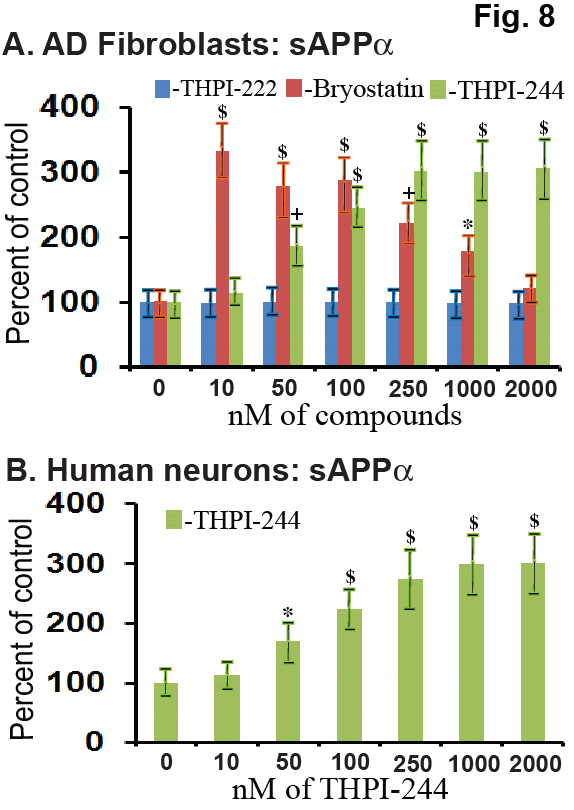 Fig. 8
A. AD Fibroblasts: sAPPα
-THPI-222 -Bryostatin -THPI-244
Percent of control
400
300
200
100
0
$ $ + $ $ + $ * $ $
0 10 50 100 250 1000 2000
nM of compounds
B. Human neurons: sAPPα
-THPI-244
Percent of control
400
300
200
100
0
* $ $ $ $
0 10 50 100 250 1000 2000
nM of THPI-244